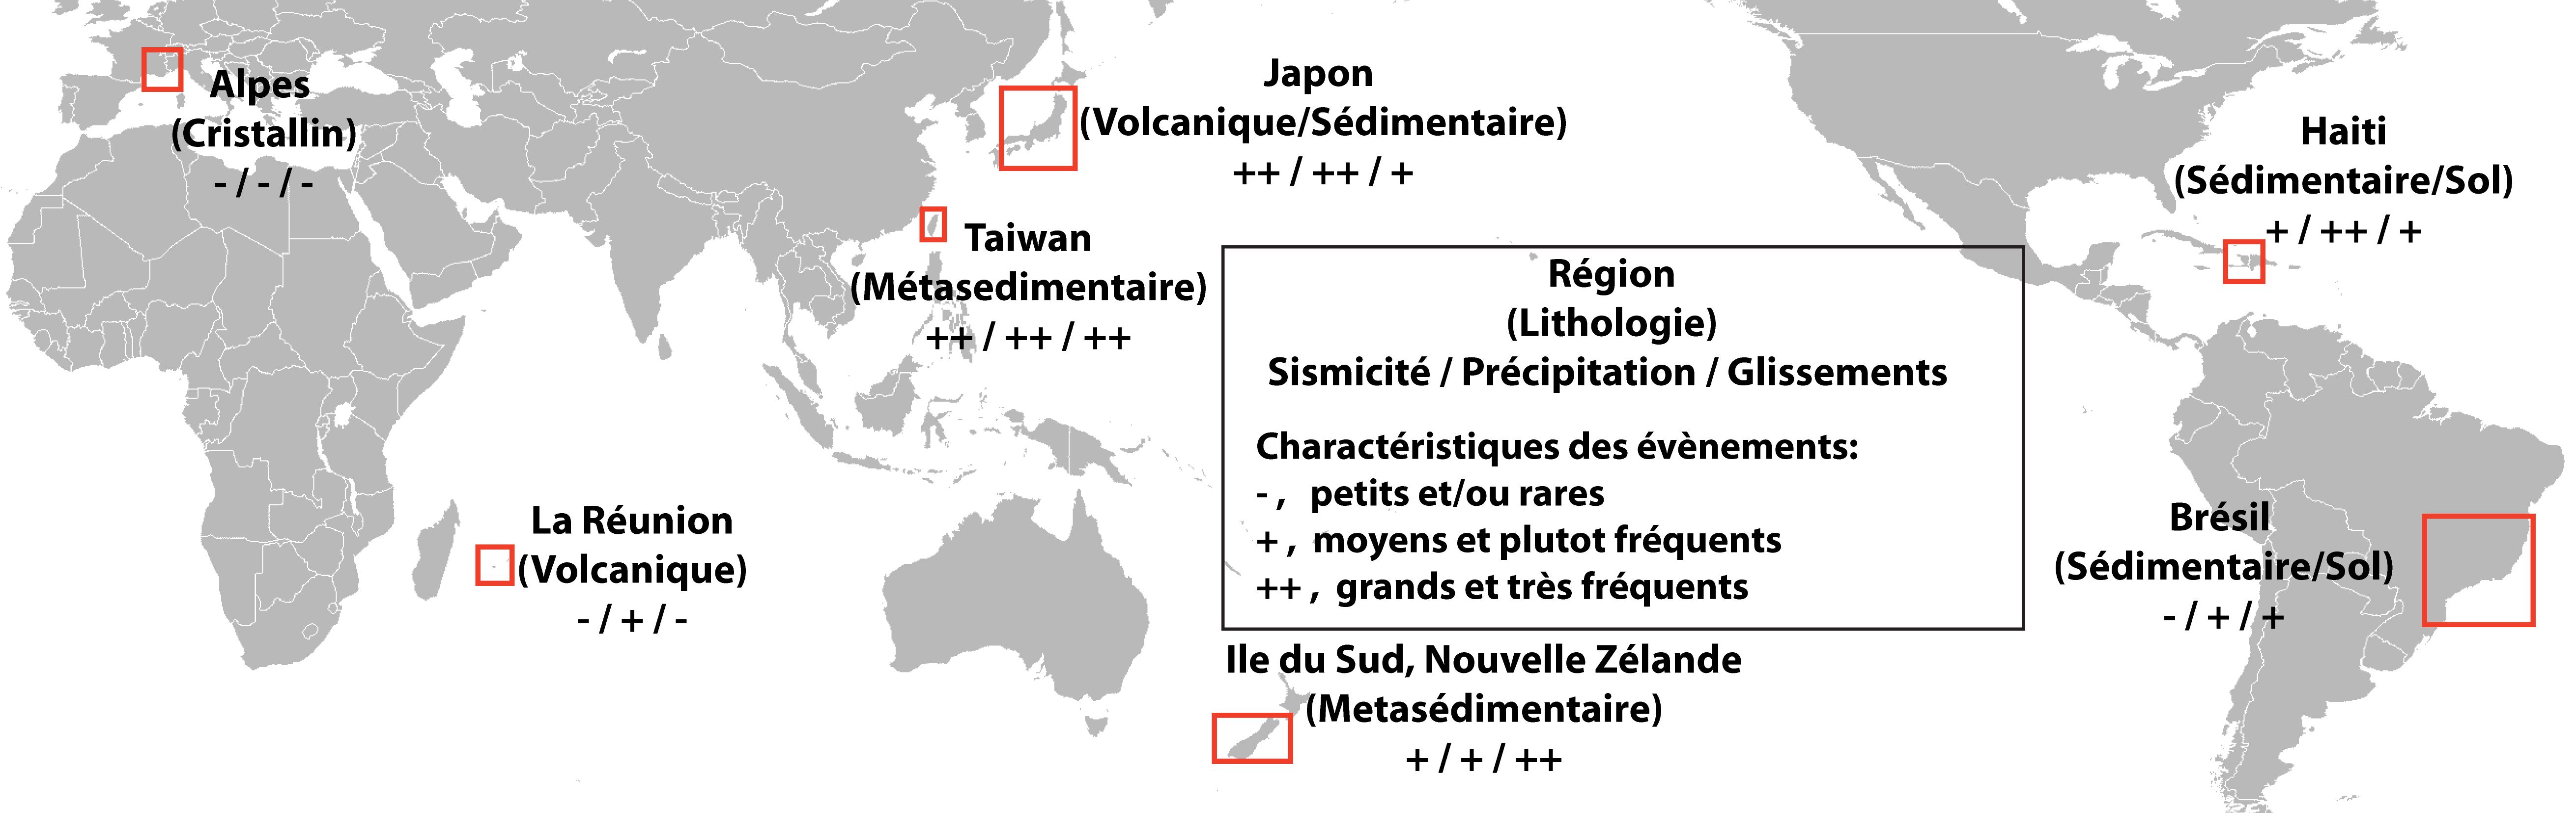 Alpes
(Cristallin)
- / - / -
Japon
(Volcanique/Sédimentaire)
++ / ++ / +
Haiti
(Sédimentaire/Sol)
+ / ++ / +
Taiwan
(Métasedimentaire)
++ / ++ / ++
Région
(Lithologie)
Sismicité / Précipitation / Glissements
Charactéristiques des évènements:
- , petits et/ou rares
+ , moyens et plutot fréquents
++ , grands et très fréquents
La Réunion
(Volcanique)
- / + / -
Brésil
(Sédimentaire/Sol)
- / + / +
Ile du Sud, Nouvelle Zélande
(Metasédimentaire)
+ / + / ++